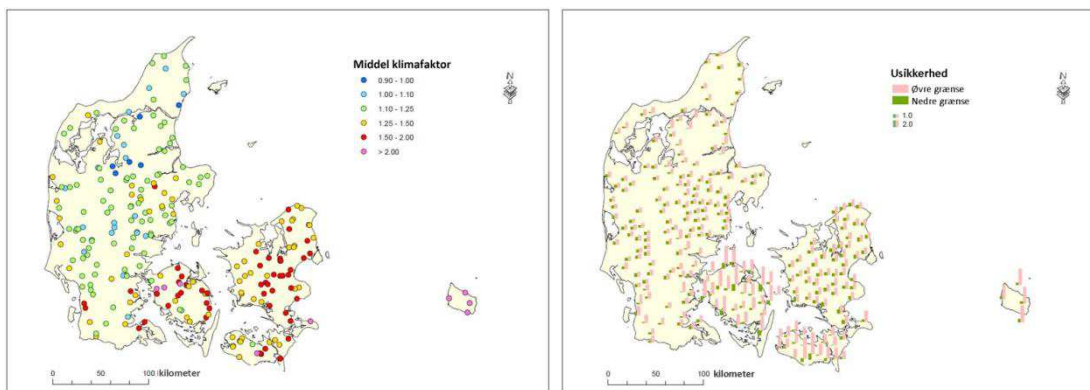 Middel klimafaktor
0.90 - 1.00
1.00 - 1.10
1.10 - 1.25
1.25 - 1.50
1.50 - 2.00
> 2.00
N
0 50 100 kilometer
Usikkerhed
Øvre grænse
Nedre grænse
1.0
2.0
N
0 50 100 kilometer